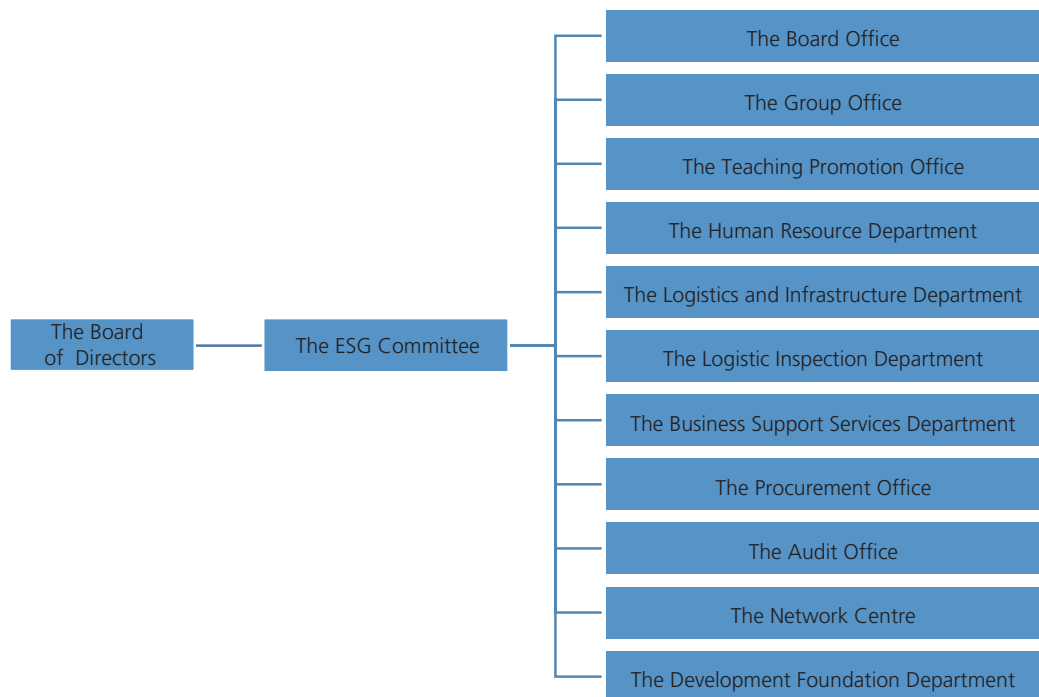 The Board Office
The Group Office
The Teaching Promotion Office
The Human Resource Department
The Logistics and Infrastructure Department
The Board
of Directors
The ESG Committee
The Logistic Inspection Department
The Business Support Services Department
The Procurement Office
The Audit Office
The Network Centre
The Development Foundation Department